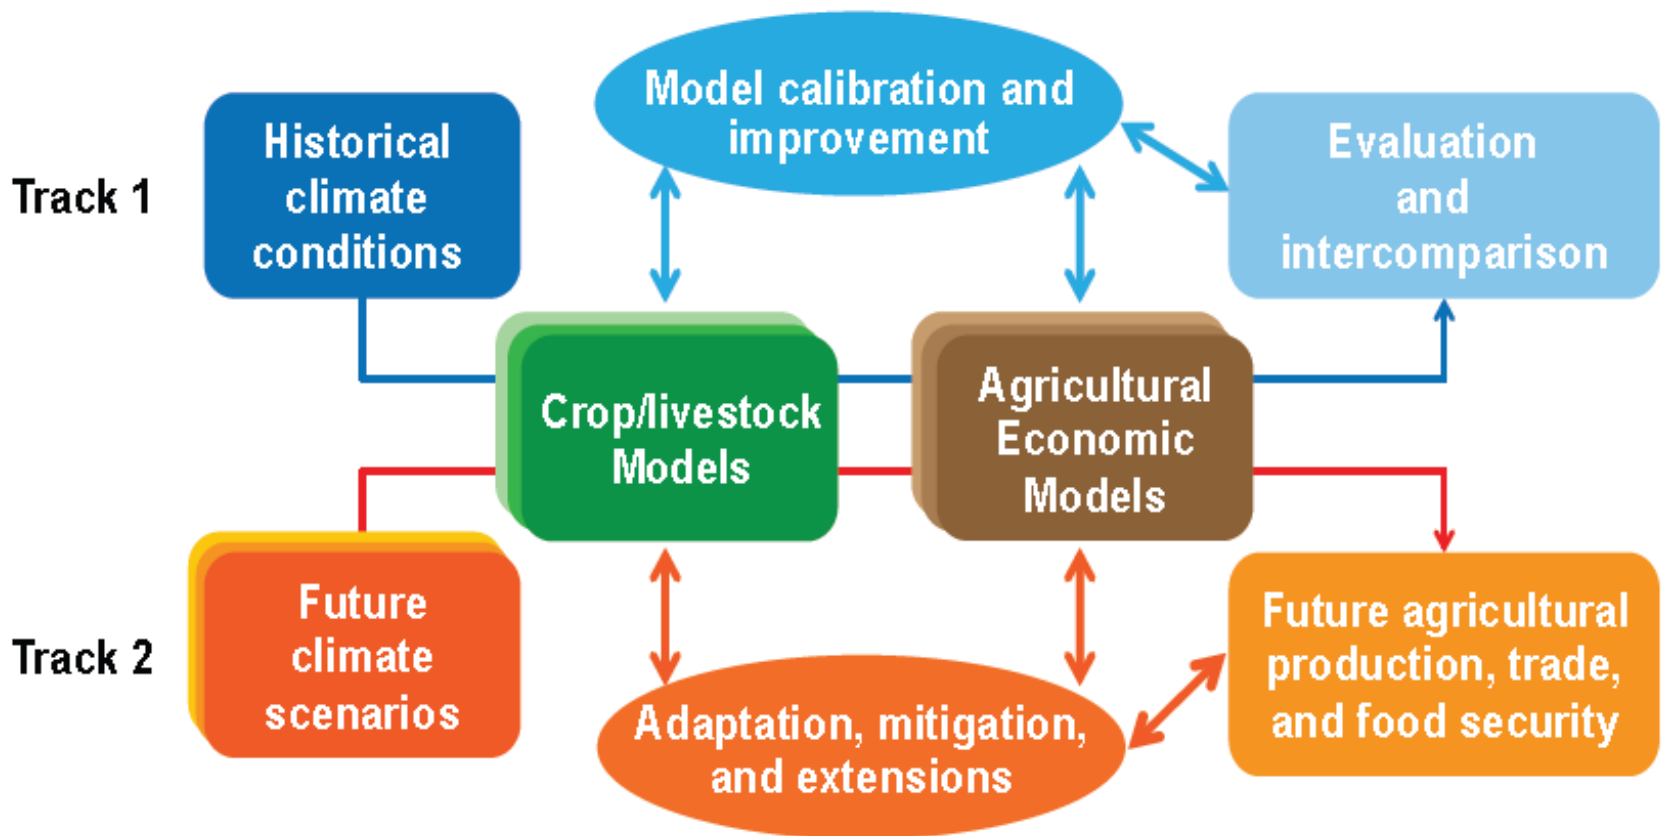 Model calibration and
improvement
Track 1
Historical
climate
conditions
Evaluation
and
intercomparison
Crop/livestock
Models
Agricultural
Economic
Models
Track 2
Future
climate
scenarios
Adaptation, mitigation,
and extensions
Future agricultural
production, trade,
and food security